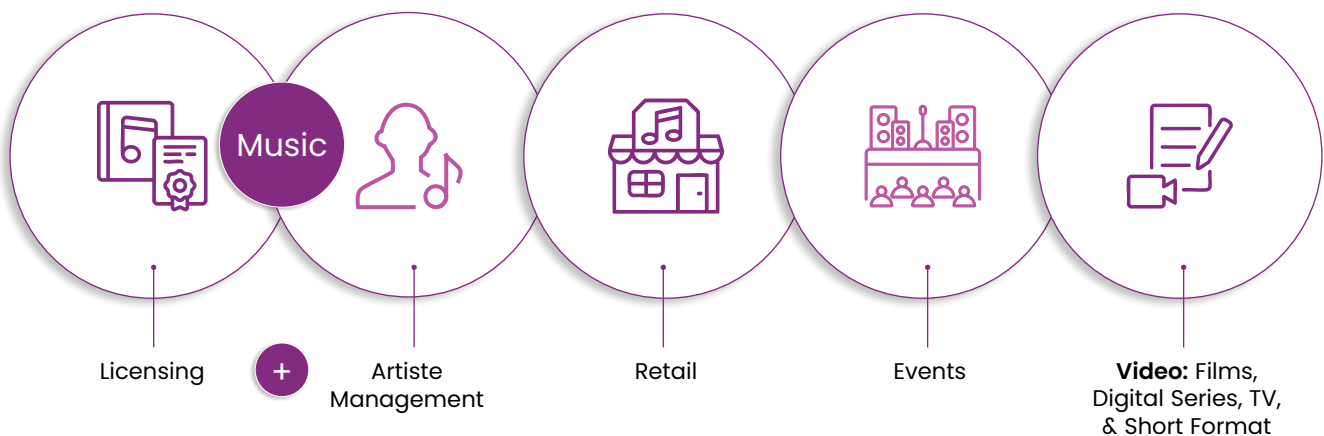 Music
Licensing
+
Artiste
Management
Retail
Events
Video: Films,
Digital Series, TV,
& Short Format